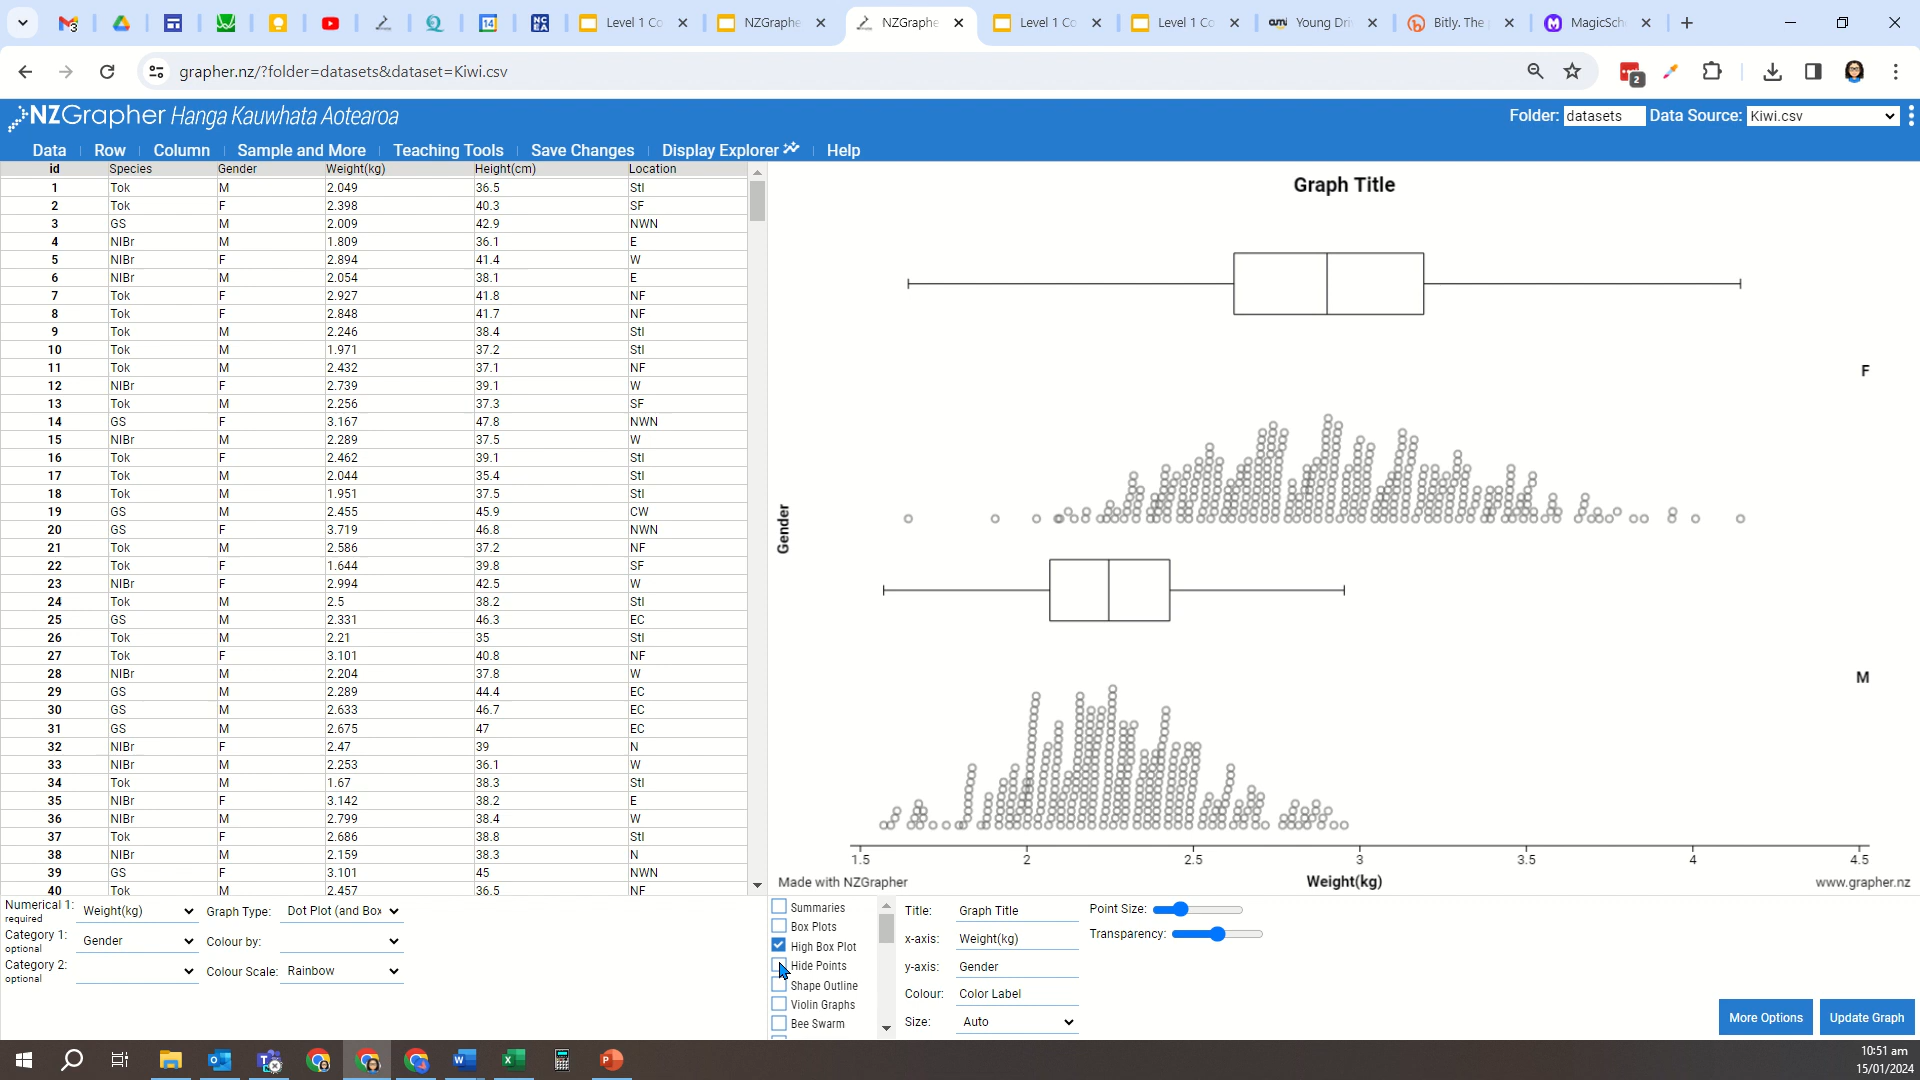 3
14
NCEA
Level 1 Co
NZGraphe
NZGraphe
Level 1 Co
Level 1 Co
ami
Young Dri
Bitly. The
MagicSch
grapher.nz/?folder=datasets&dataset=Kiwi.csv
2
NZGrapher Hanga Kauwhata Aotearoa
Folder: datasets Data Source: Kiwi.csv
Data Row Column Sample and More Teaching Tools Save Changes Display Explorer Help
id Species Gender Weight(kg) Height(cm) Location
1 Tok M 2.049 36.5 StI
2 Tok F 2.398 40.3 SF
3 GS M 2.009 42.9 NWN
4 NIBr M 1.809 36.1 E
5 NIBr F 2.894 41.4 W
6 NIBr M 2.054 38.1 E
7 Tok F 2.927 41.8 NF
8 Tok F 2.848 41.7 NF
9 Tok M 2.246 38.4 StI
10 Tok M 1.971 37.2 StI
11 Tok M 2.432 37.1 NF
12 NIBr F 2.739 39.1 W
13 Tok M 2.256 37.3 SF
14 GS F 3.167 47.8 NWN
15 NIBr M 2.289 37.5 W
16 Tok F 2.462 39.1 StI
17 Tok M 2.044 35.4 StI
18 Tok M 1.951 37.5 StI
19 GS M 2.455 45.9 CW
20 GS F 3.719 46.8 NWN
21 Tok M 2.586 37.2 NF
22 Tok F 1.644 39.8 SF
23 NIBr F 2.994 42.5 W
24 Tok M 2.5 38.2 StI
25 GS M 2.331 46.3 EC
26 Tok M 2.21 35 StI
27 Tok F 3.101 40.8 NF
28 NIBr M 2.204 37.8 W
29 GS M 2.289 44.4 EC
30 GS M 2.633 46.7 EC
31 GS M 2.675 47 EC
32 NIBr F 2.47 39 N
33 NIBr M 2.253 36.1 W
34 Tok M 1.67 38.3 StI
35 NIBr F 3.142 38.2 E
36 NIBr M 2.799 38.4 W
37 Tok F 2.686 38.8 StI
38 NIBr M 2.159 38.3 N
39 GS F 3.101 45 NWN
40 Tok M 2.457 36.5 NF
Graph Title
F
Gender
M
1.5 2 2.5 3 3.5 4 4.5
Made with NZGrapher Weight(kg) www.grapher.nz
Numerical 1: required Weight(kg) Graph Type: Dot Plot (and Box
Category 1: optional Gender Colour by:
Category 2: optional Colour Scale: Rainbow
Summaries
Box Plots
High Box Plot
Hide Points
Shape Outline
Violin Graphs
Bee Swarm
Title: Graph Title
x-axis: Weight(kg)
y-axis: Gender
Colour: Color Label
Size: Auto
Point Size:
Transparency:
More Options Update Graph
10:51 am
15/01/2024